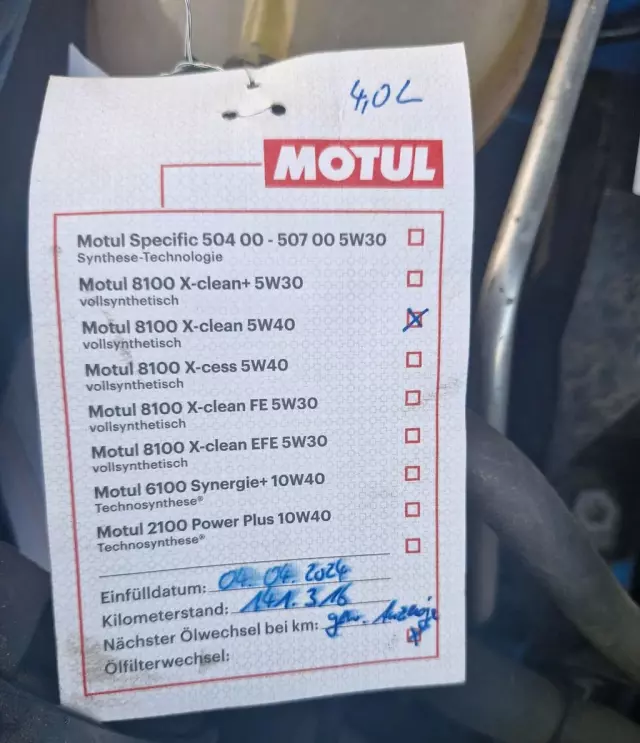 4,0L
MOTUL
Motul Specific 504 00 - 507 00 5W30
Synthese-Technologie
Motul 8100 X-clean+ 5W30
vollsynthetisch
Motul 8100 X-clean 5W40
vollsynthetisch
Motul 8100 X-cess 5W40
vollsynthetisch
Motul 8100 X-clean FE 5W30
vollsynthetisch
Motul 8100 X-clean EFE 5W30
vollsynthetisch
Motul 6100 Synergie+ 10W40
Technosynthese®
Motul 2100 Power Plus 10W40
Technosynthese®
Einfülldatum: 04.04.2024
Kilometerstand: 141.316
Nächster Ölwechsel bei km: gem. Anzeige
Ölfilterwechsel: